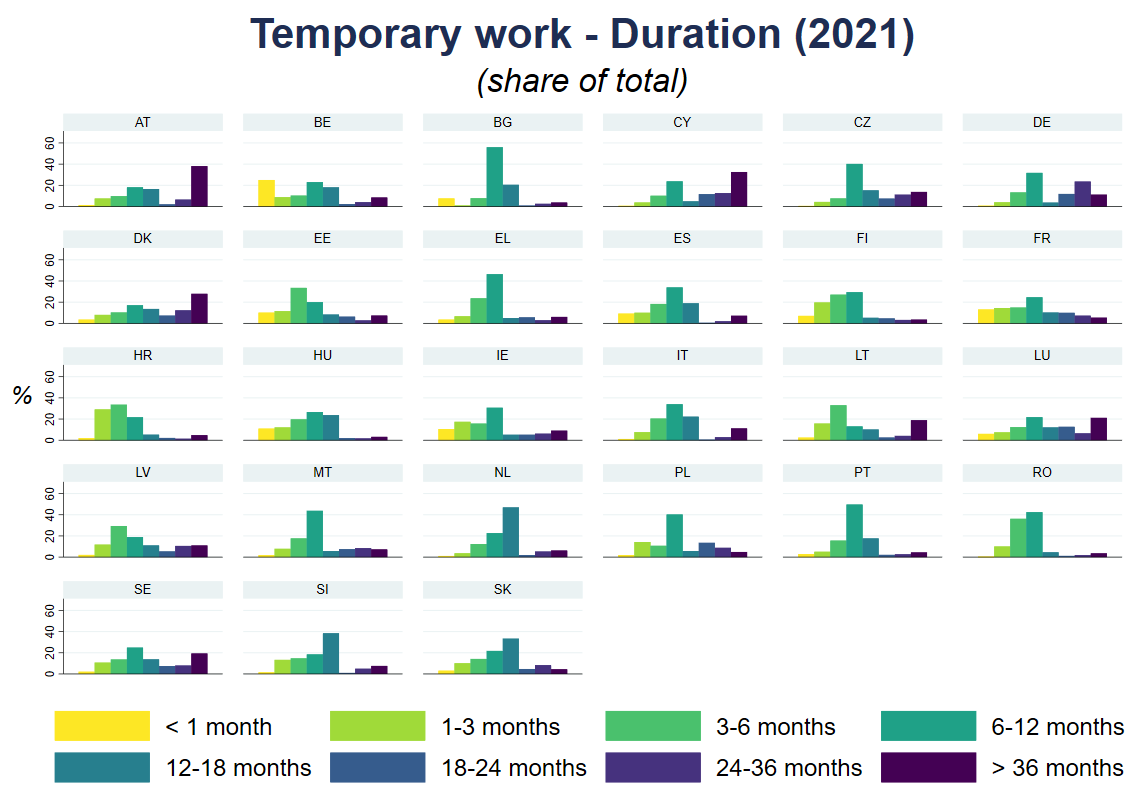 Temporary work - Duration (2021)
(share of total)
AT BE BG CY CZ DE
0 20 40 60
DK EE EL ES FI FR
0 20 40 60
HR HU IE IT LT LU
%
0 20 40 60
LV MT NL PL PT RO
0 20 40 60
SE SI SK
0 20 40 60
< 1 month 1-3 months 3-6 months 6-12 months
12-18 months 18-24 months 24-36 months > 36 months